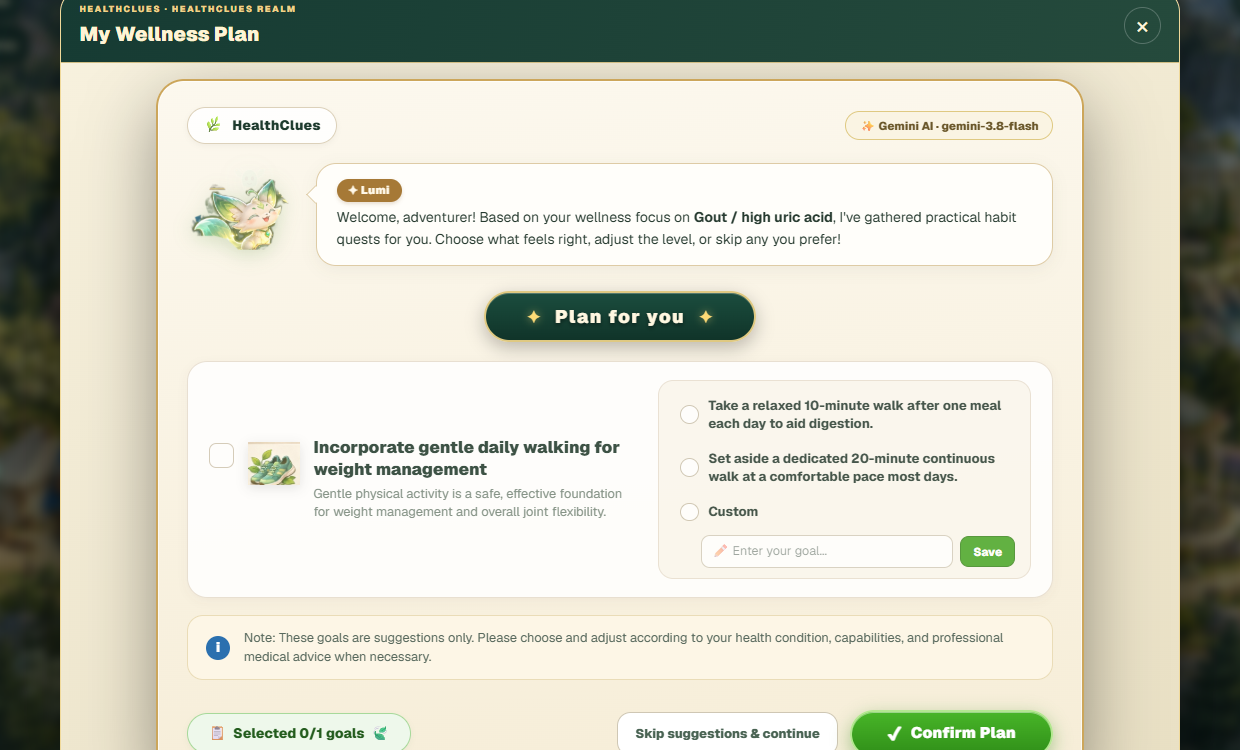 HEALTHCLUES · HEALTHCLUES REALM
My Wellness Plan
HealthClues
Gemini AI · gemini-3.8-flash
Lumi
Welcome, adventurer! Based on your wellness focus on Gout / high uric acid, I've gathered practical habit
quests for you. Choose what feels right, adjust the level, or skip any you prefer!
Plan for you
Incorporate gentle daily walking for
weight management
Gentle physical activity is a safe, effective foundation
for weight management and overall joint flexibility.
Take a relaxed 10-minute walk after one meal
each day to aid digestion.
Set aside a dedicated 20-minute continuous
walk at a comfortable pace most days.
Custom
Enter your goal...
Save
Note: These goals are suggestions only. Please choose and adjust according to your health condition, capabilities, and professional
medical advice when necessary.
Selected 0/1 goals
Skip suggestions & continue
Confirm Plan